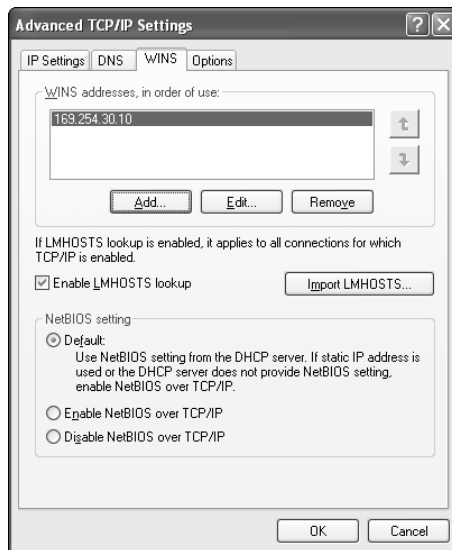 Advanced TCP/IP Settings
IP Settings DNS WINS Options
WINS addresses, in order of use:
169.254.30.10
Add... Edit... Remove
If LMHOSTS lookup is enabled, it applies to all connections for which
TCP/IP is enabled.
Enable LMHOSTS lookup Import LMHOSTS...
NetBIOS setting
Default:
Use NetBIOS setting from the DHCP server. If static IP address is
used or the DHCP server does not provide NetBIOS setting,
enable NetBIOS over TCP/IP.
Enable NetBIOS over TCP/IP
Disable NetBIOS over TCP/IP
OK Cancel